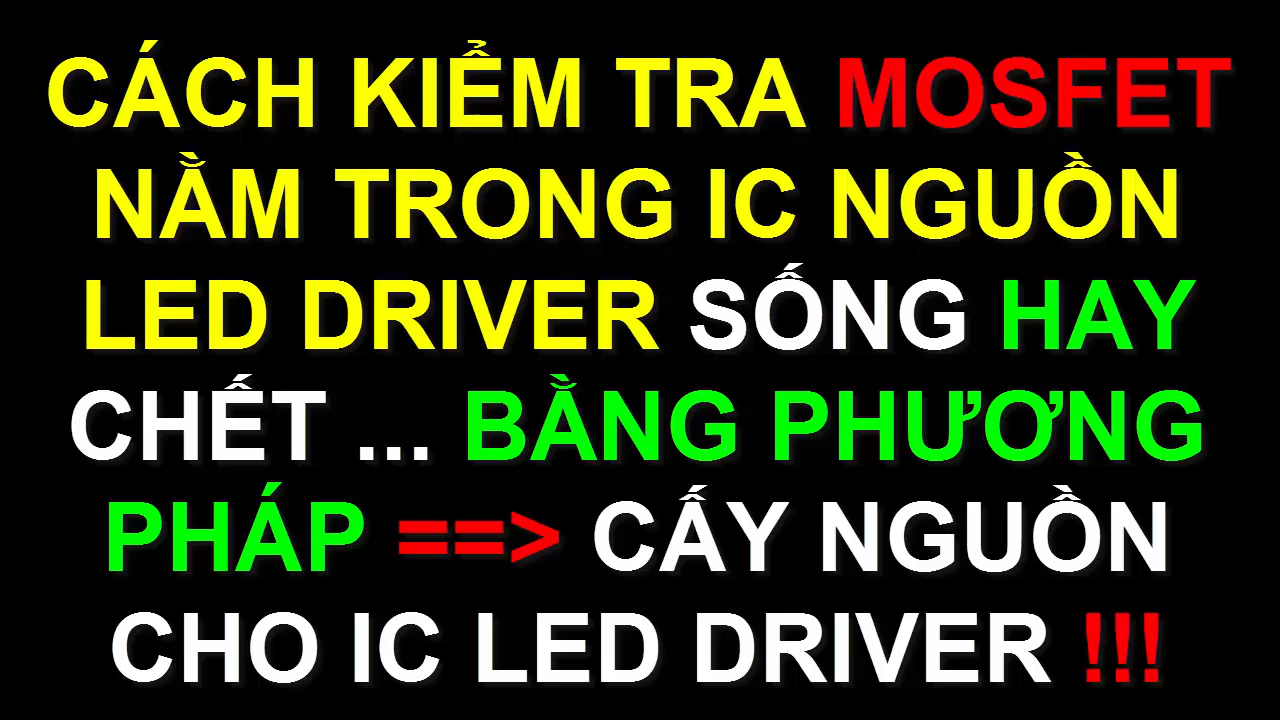 CÁCH KIỂM TRA MOSFET
NẰM TRONG IC NGUỒN
LED DRIVER SỐNG HAY
CHẾT ... BẰNG PHƯƠNG
PHÁP ==> CẤY NGUỒN
CHO IC LED DRIVER !!!